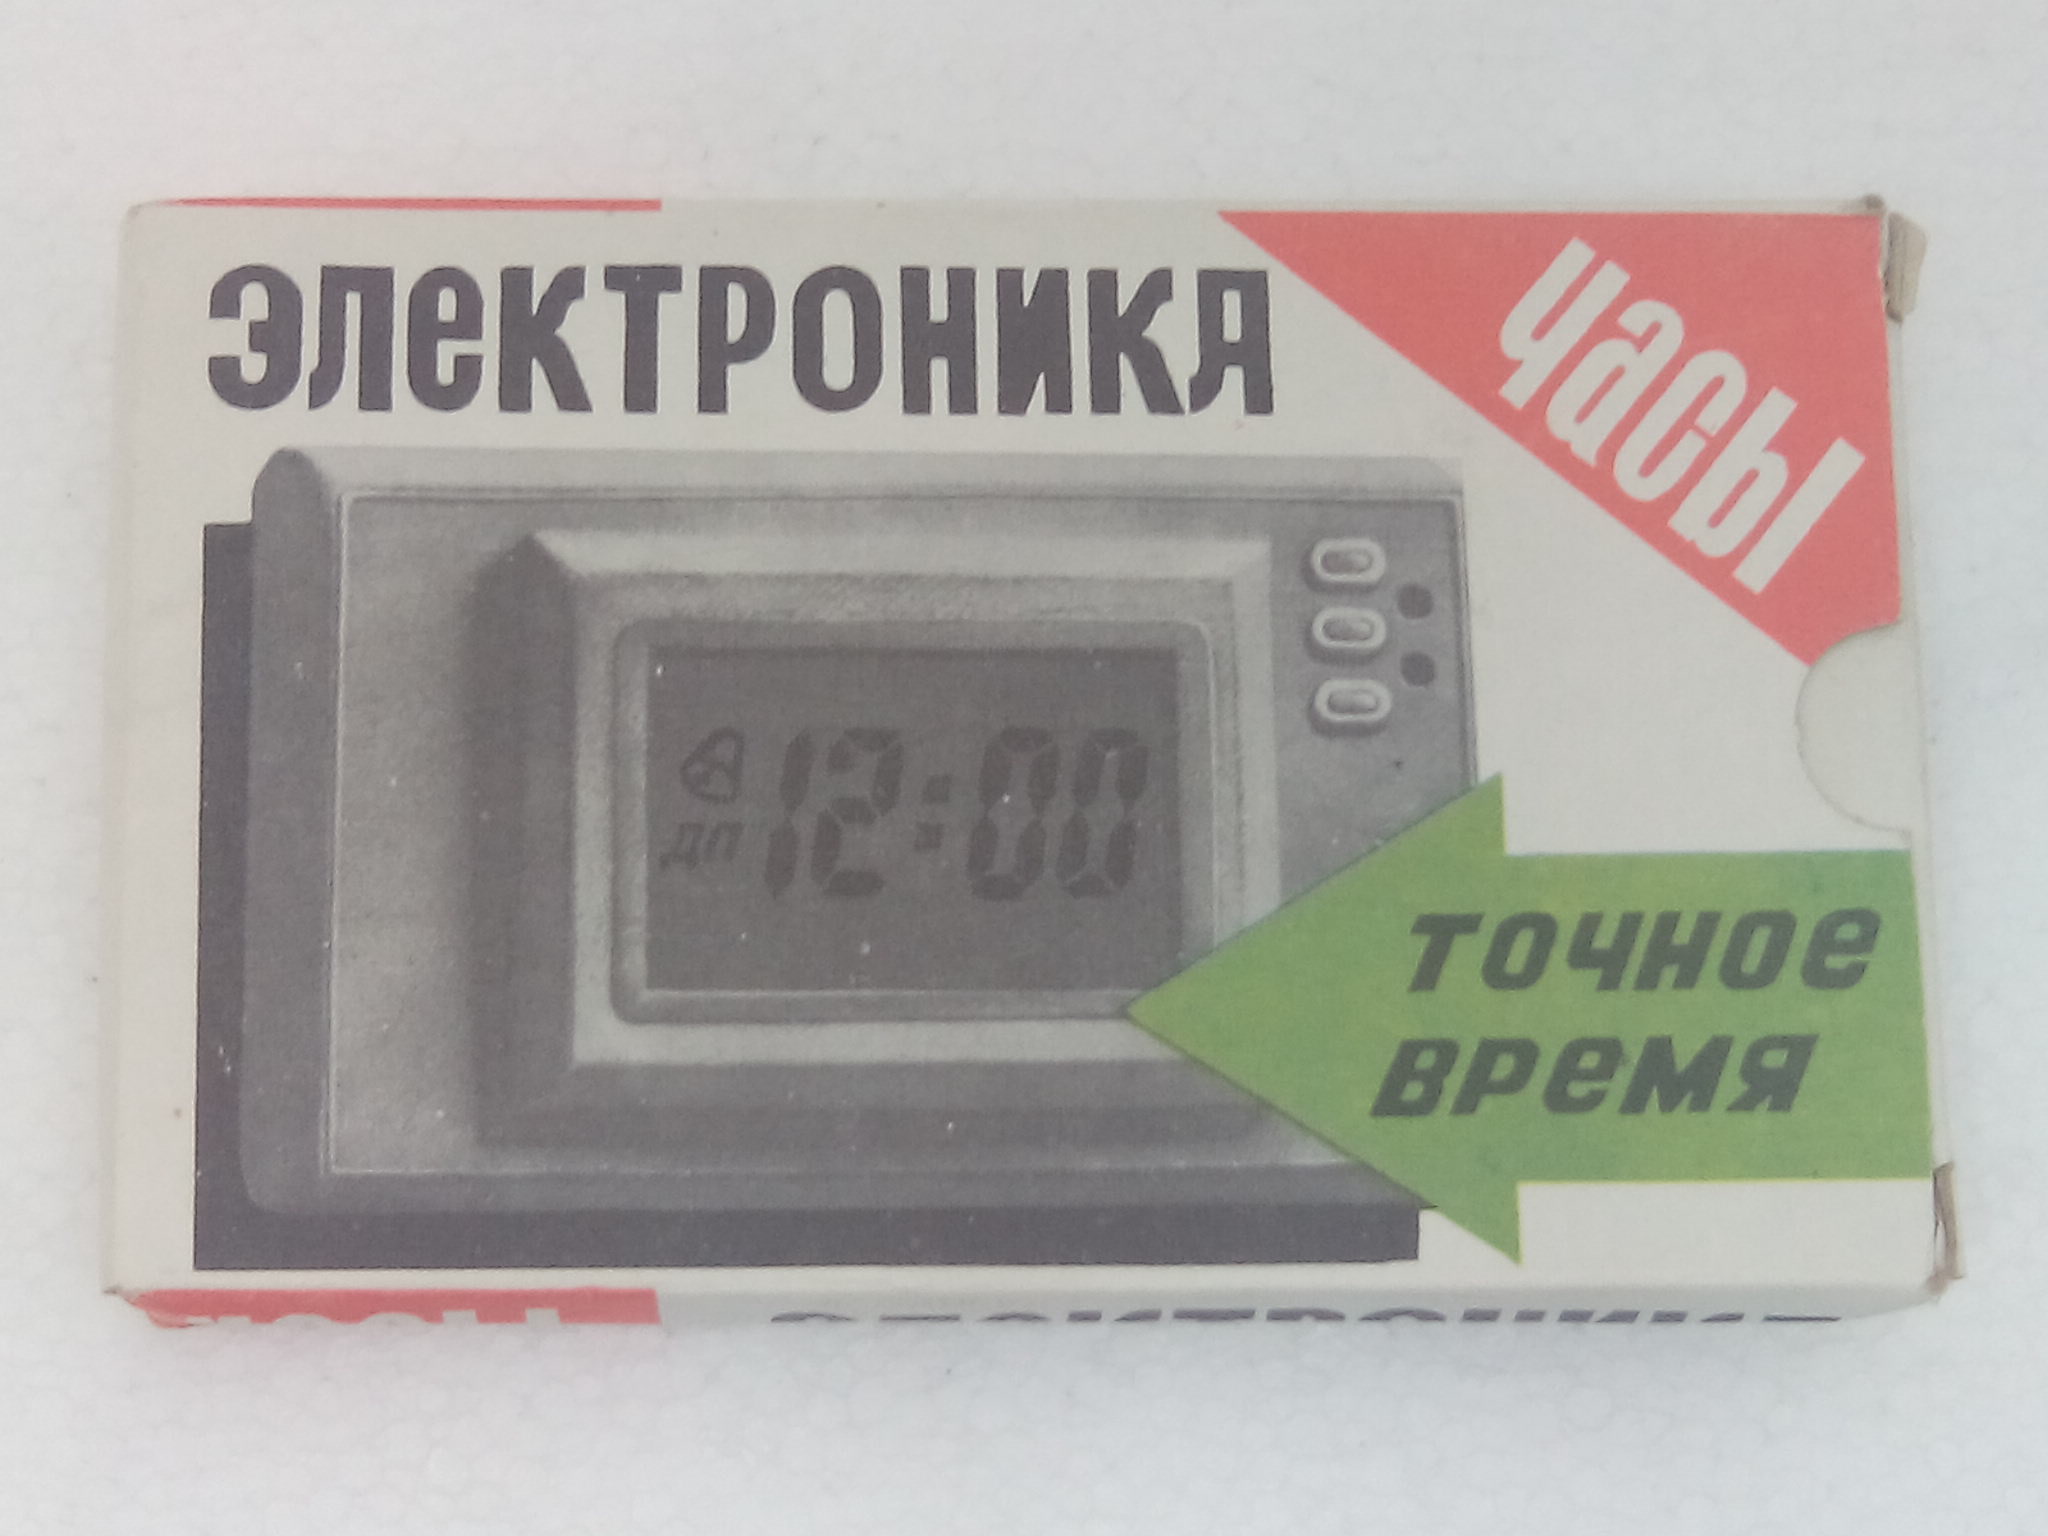 электроника
часы
ДП 12:00
точное
время